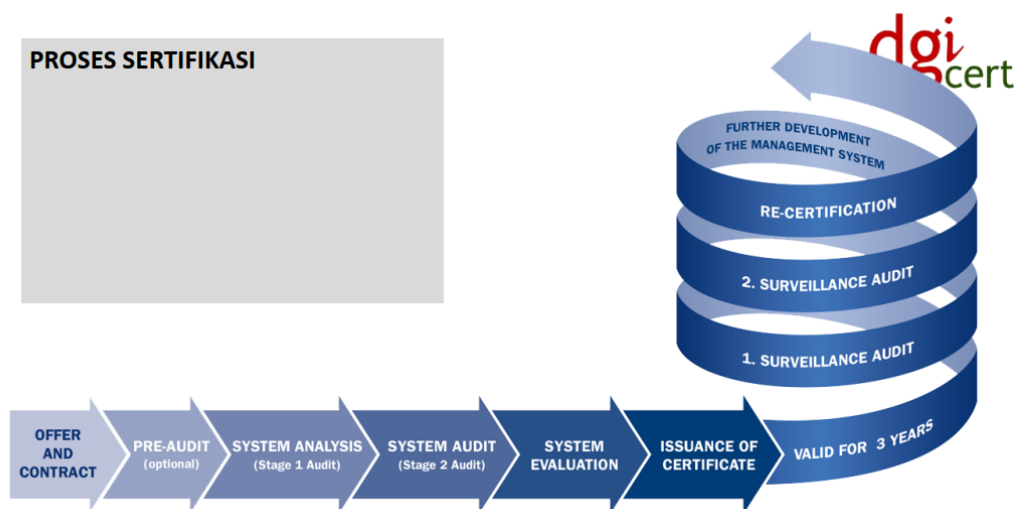 PROSES SERTIFIKASI
dgi
cert
FURTHER DEVELOPMENT
OF THE MANAGEMENT SYSTEM
RE-CERTIFICATION
2. SURVEILLANCE AUDIT
1. SURVEILLANCE AUDIT
VALID FOR 3 YEARS
OFFER
AND
CONTRACT
PRE-AUDIT
(optional)
SYSTEM ANALYSIS
(Stage 1 Audit)
SYSTEM AUDIT
(Stage 2 Audit)
SYSTEM
EVALUATION
ISSUANCE OF
CERTIFICATE